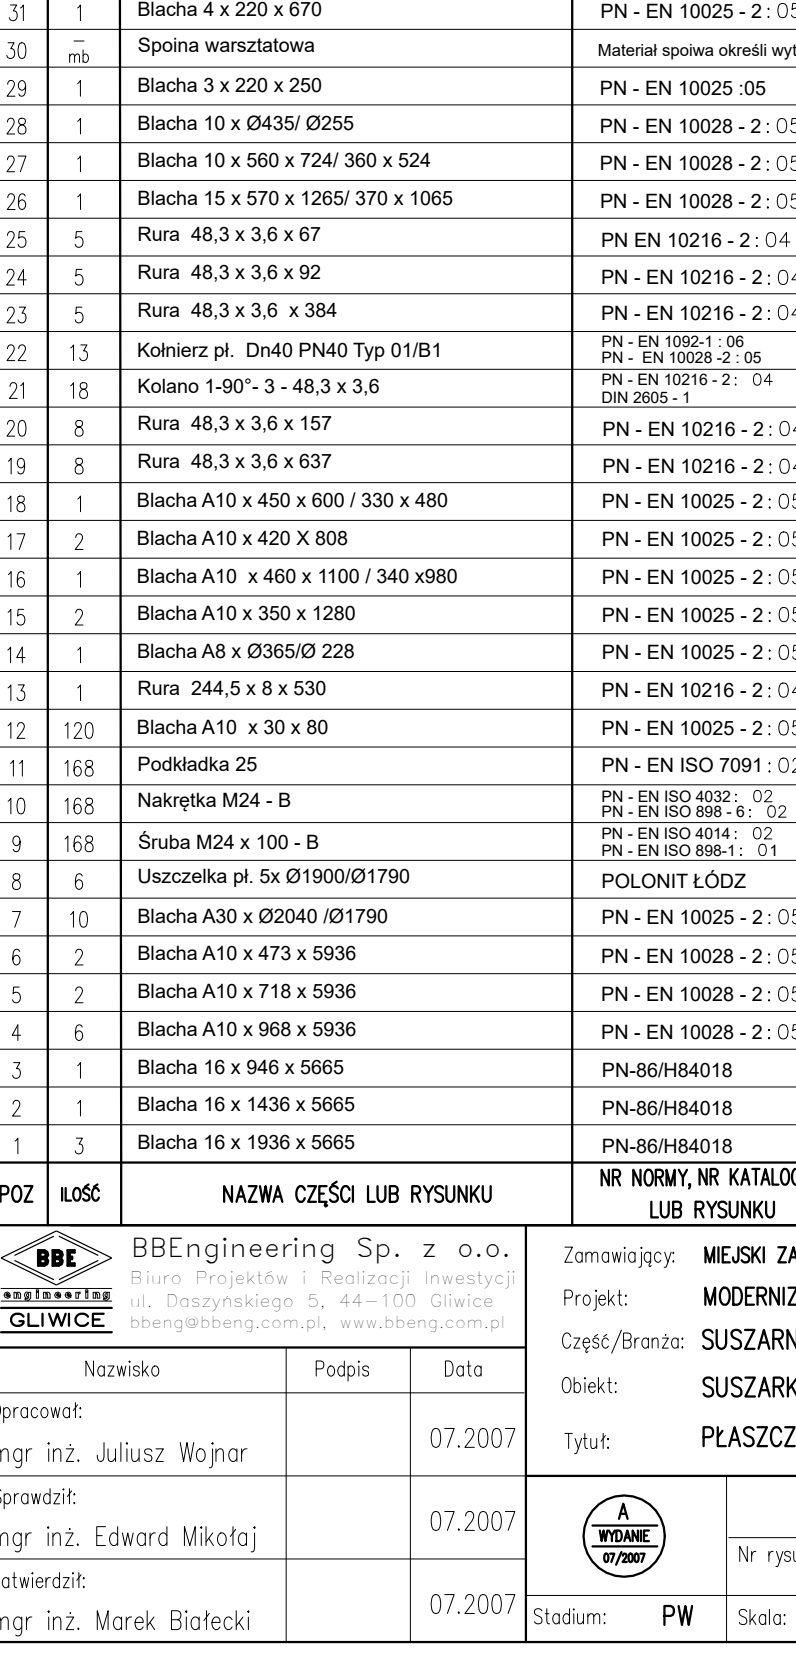 31 1 Blacha 4 x 220 x 670 PN - EN 10025 - 2 : 05
30 – mb Spoina warsztatowa Materiał spoiwa określi wyt
29 1 Blacha 3 x 220 x 250 PN - EN 10025 :05
28 1 Blacha 10 x Ø435/ Ø255 PN - EN 10028 - 2 : 05
27 1 Blacha 10 x 560 x 724/ 360 x 524 PN - EN 10028 - 2 : 05
26 1 Blacha 15 x 570 x 1265/ 370 x 1065 PN - EN 10028 - 2 : 05
25 5 Rura 48,3 x 3,6 x 67 PN EN 10216 - 2 : 04
24 5 Rura 48,3 x 3,6 x 92 PN - EN 10216 - 2 : 04
23 5 Rura 48,3 x 3,6 x 384 PN - EN 10216 - 2 : 04
22 13 Kołnierz pł. Dn40 PN40 Typ 01/B1 PN - EN 1092-1 : 06
PN - EN 10028 -2 : 05
21 18 Kolano 1-90°- 3 - 48,3 x 3,6 PN - EN 10216 - 2 : 04
DIN 2605 - 1
20 8 Rura 48,3 x 3,6 x 157 PN - EN 10216 - 2 : 04
19 8 Rura 48,3 x 3,6 x 637 PN - EN 10216 - 2 : 04
18 1 Blacha A10 x 450 x 600 / 330 x 480 PN - EN 10025 - 2 : 05
17 2 Blacha A10 x 420 X 808 PN - EN 10025 - 2 : 05
16 1 Blacha A10 x 460 x 1100 / 340 x980 PN - EN 10025 - 2 : 05
15 2 Blacha A10 x 350 x 1280 PN - EN 10025 - 2 : 05
14 1 Blacha A8 x Ø365/Ø 228 PN - EN 10025 - 2 : 05
13 1 Rura 244,5 x 8 x 530 PN - EN 10216 - 2 : 04
12 120 Blacha A10 x 30 x 80 PN - EN 10025 - 2 : 05
11 168 Podkładka 25 PN - EN ISO 7091 : 02
10 168 Nakrętka M24 - B PN - EN ISO 4032 : 02
PN - EN ISO 898 - 6 : 02
9 168 Śruba M24 x 100 - B PN - EN ISO 4014 : 02
PN - EN ISO 898-1 : 01
8 6 Uszczelka pł. 5x Ø1900/Ø1790 POLONIT ŁÓDZ
7 10 Blacha A30 x Ø2040 /Ø1790 PN - EN 10025 - 2 : 05
6 2 Blacha A10 x 473 x 5936 PN - EN 10028 - 2 : 05
5 2 Blacha A10 x 718 x 5936 PN - EN 10028 - 2 : 05
4 6 Blacha A10 x 968 x 5936 PN - EN 10028 - 2 : 05
3 1 Blacha 16 x 946 x 5665 PN-86/H84018
2 1 Blacha 16 x 1436 x 5665 PN-86/H84018
1 3 Blacha 16 x 1936 x 5665 PN-86/H84018
POZ ILOŚĆ NAZWA CZĘŚCI LUB RYSUNKU NR NORMY, NR KATALOG
LUB RYSUNKU
BBE
engineering
GLIWICE
BBEngineering Sp. z o.o.
Biuro Projektów i Realizacji Inwestycji
ul. Daszyńskiego 5, 44-100 Gliwice
bbeng@bbeng.com.pl, www.bbeng.com.pl
Zamawiający: MIEJSKI ZA
Projekt: MODERNIZ
Część/Branża: SUSZARN
Obiekt: SUSZARK
Tytuł: PŁASZCZ
Nazwisko Podpis Data
Opracował:
mgr inż. Juliusz Wojnar 07.2007
Sprawdził:
mgr inż. Edward Mikołaj 07.2007
Zatwierdził:
mgr inż. Marek Białecki 07.2007
A
WYDANIE
07/2007
Nr rysu
Stadium: PW Skala: